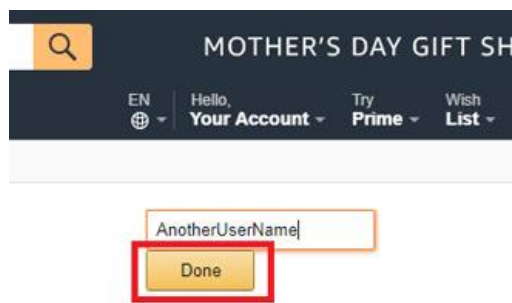 MOTHER'S DAY GIFT SH
EN Hello, Try Wish
Your Account Prime List
AnotherUserName
Done